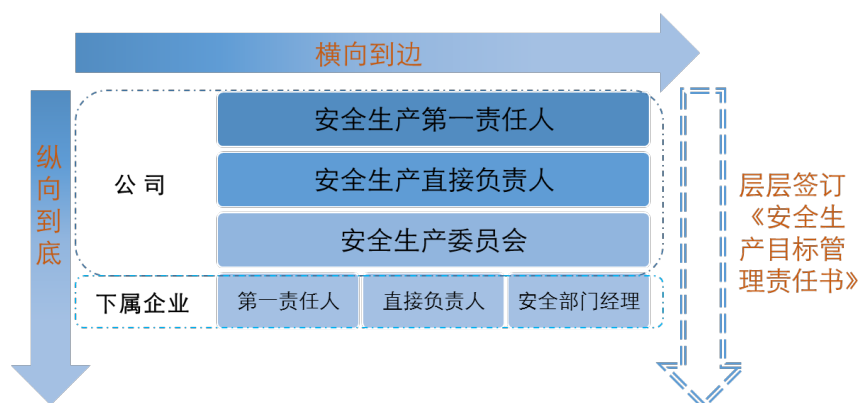 横向到边
纵
向
到
底
公 司
安全生产第一责任人
安全生产直接负责人
安全生产委员会
下属企业
第一责任人
直接负责人
安全部门经理
层层签订
《安全生
产目标管
理责任书》